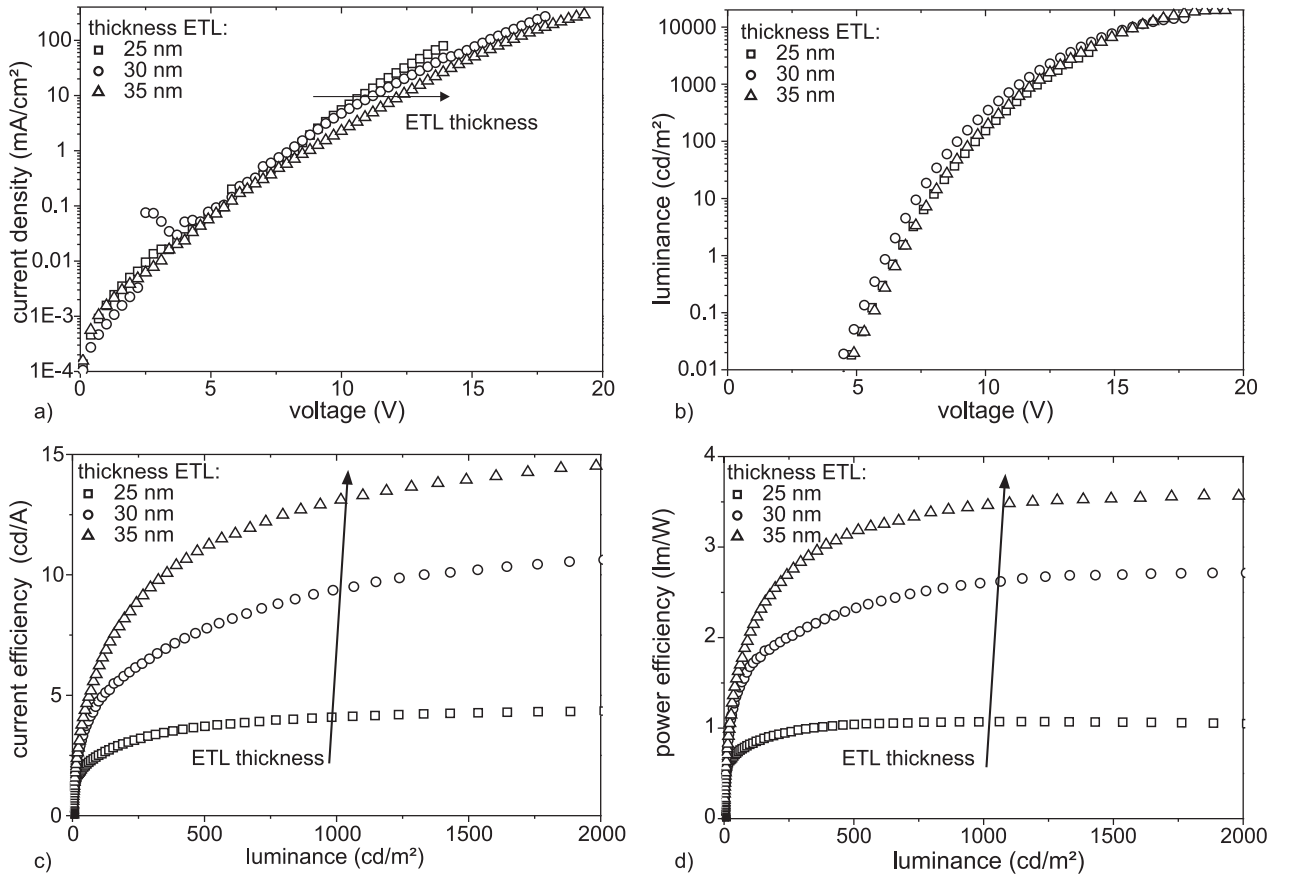 thickness ETL:
25 nm
30 nm
35 nm
ETL thickness
current density (mA/cm²)
100
10
1
0.1
0.01
1E-3
1E-4
0 5 10 15 20
voltage (V)
a)
thickness ETL:
25 nm
30 nm
35 nm
luminance (cd/m²)
10000
1000
100
10
1
0.1
0.01
0 5 10 15 20
voltage (V)
b)
thickness ETL:
25 nm
30 nm
35 nm
ETL thickness
current efficiency (cd/A)
15
10
5
0
0 500 1000 1500 2000
luminance (cd/m²)
c)
thickness ETL:
25 nm
30 nm
35 nm
ETL thickness
power efficiency (lm/W)
4
3
2
1
0
0 500 1000 1500 2000
luminance (cd/m²)
d)